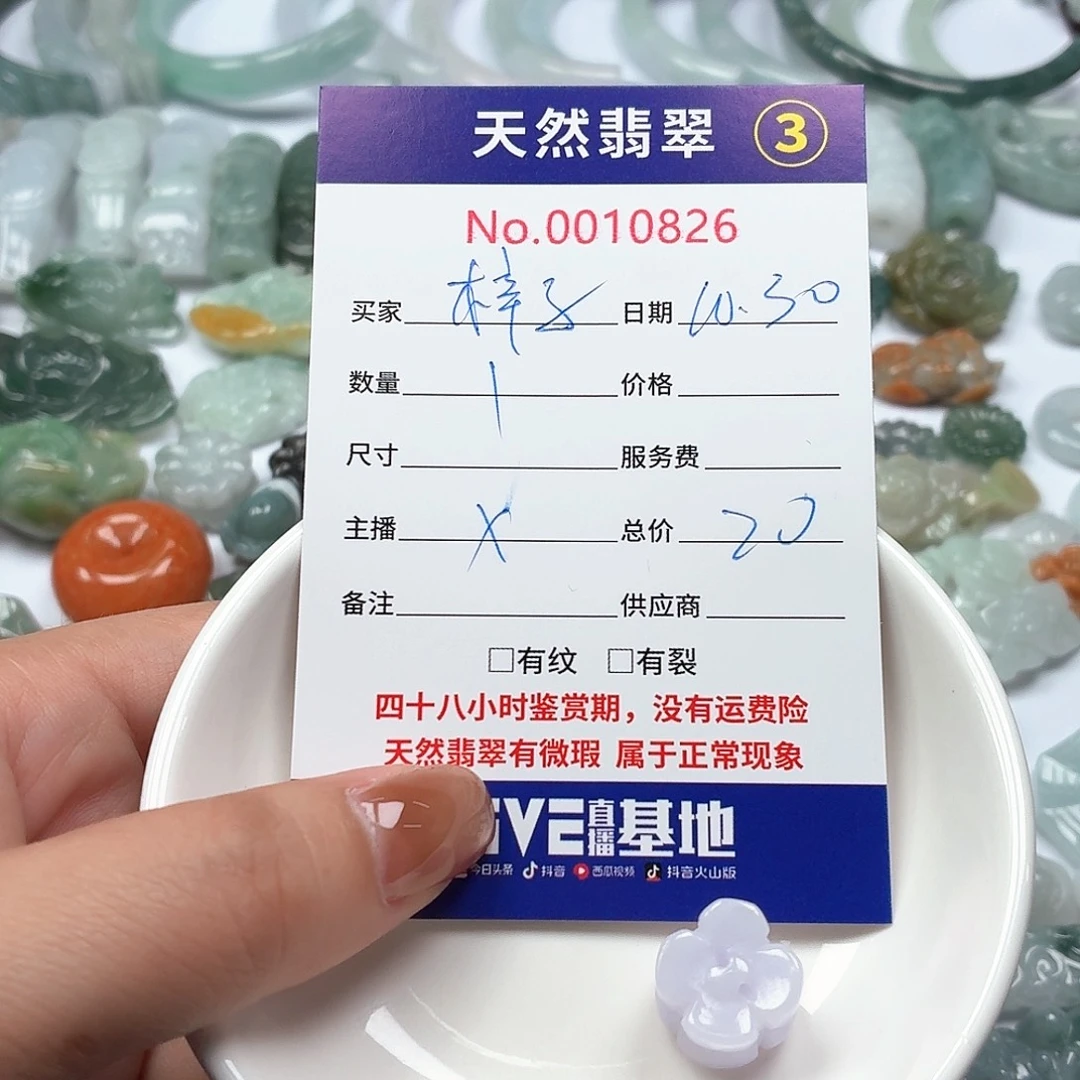 天然翡翠 3
No.0010826
买家 梓子 日期 10.30
数量 1 价格
尺寸 服务费
主播 X 总价 20
备注 供应商
□有纹 □有裂
四十八小时鉴赏期，没有运费险
天然翡翠有微瑕 属于正常现象
直播基地
今日头条 抖音 西瓜视频 抖音火山版